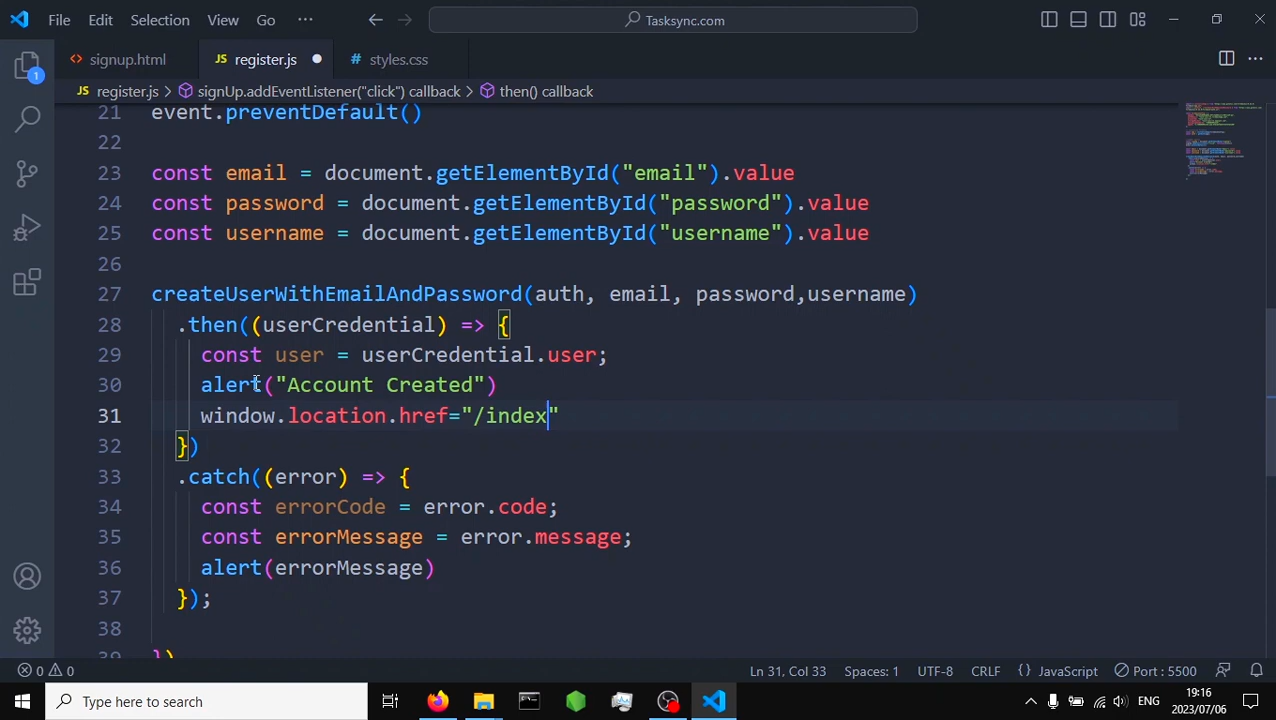 File Edit Selection View Go ··· Tasksync.com
signup.html JS register.js # styles.css
JS register.js > signUp.addEventListener("click") callback > then() callback
21 event.preventDefault()
22
23 const email = document.getElementById("email").value
24 const password = document.getElementById("password").value
25 const username = document.getElementById("username").value
26
27 createUserWithEmailAndPassword(auth, email, password,username)
28 .then((userCredential) => {
29 const user = userCredential.user;
30 alert("Account Created")
31 window.location.href="/index"
32 })
33 .catch((error) => {
34 const errorCode = error.code;
35 const errorMessage = error.message;
36 alert(errorMessage)
37 });
38
39 })
1
0 0 Ln 31, Col 33 Spaces: 1 UTF-8 CRLF {} JavaScript Port : 5500
Type here to search ENG 19:16
2023/07/06